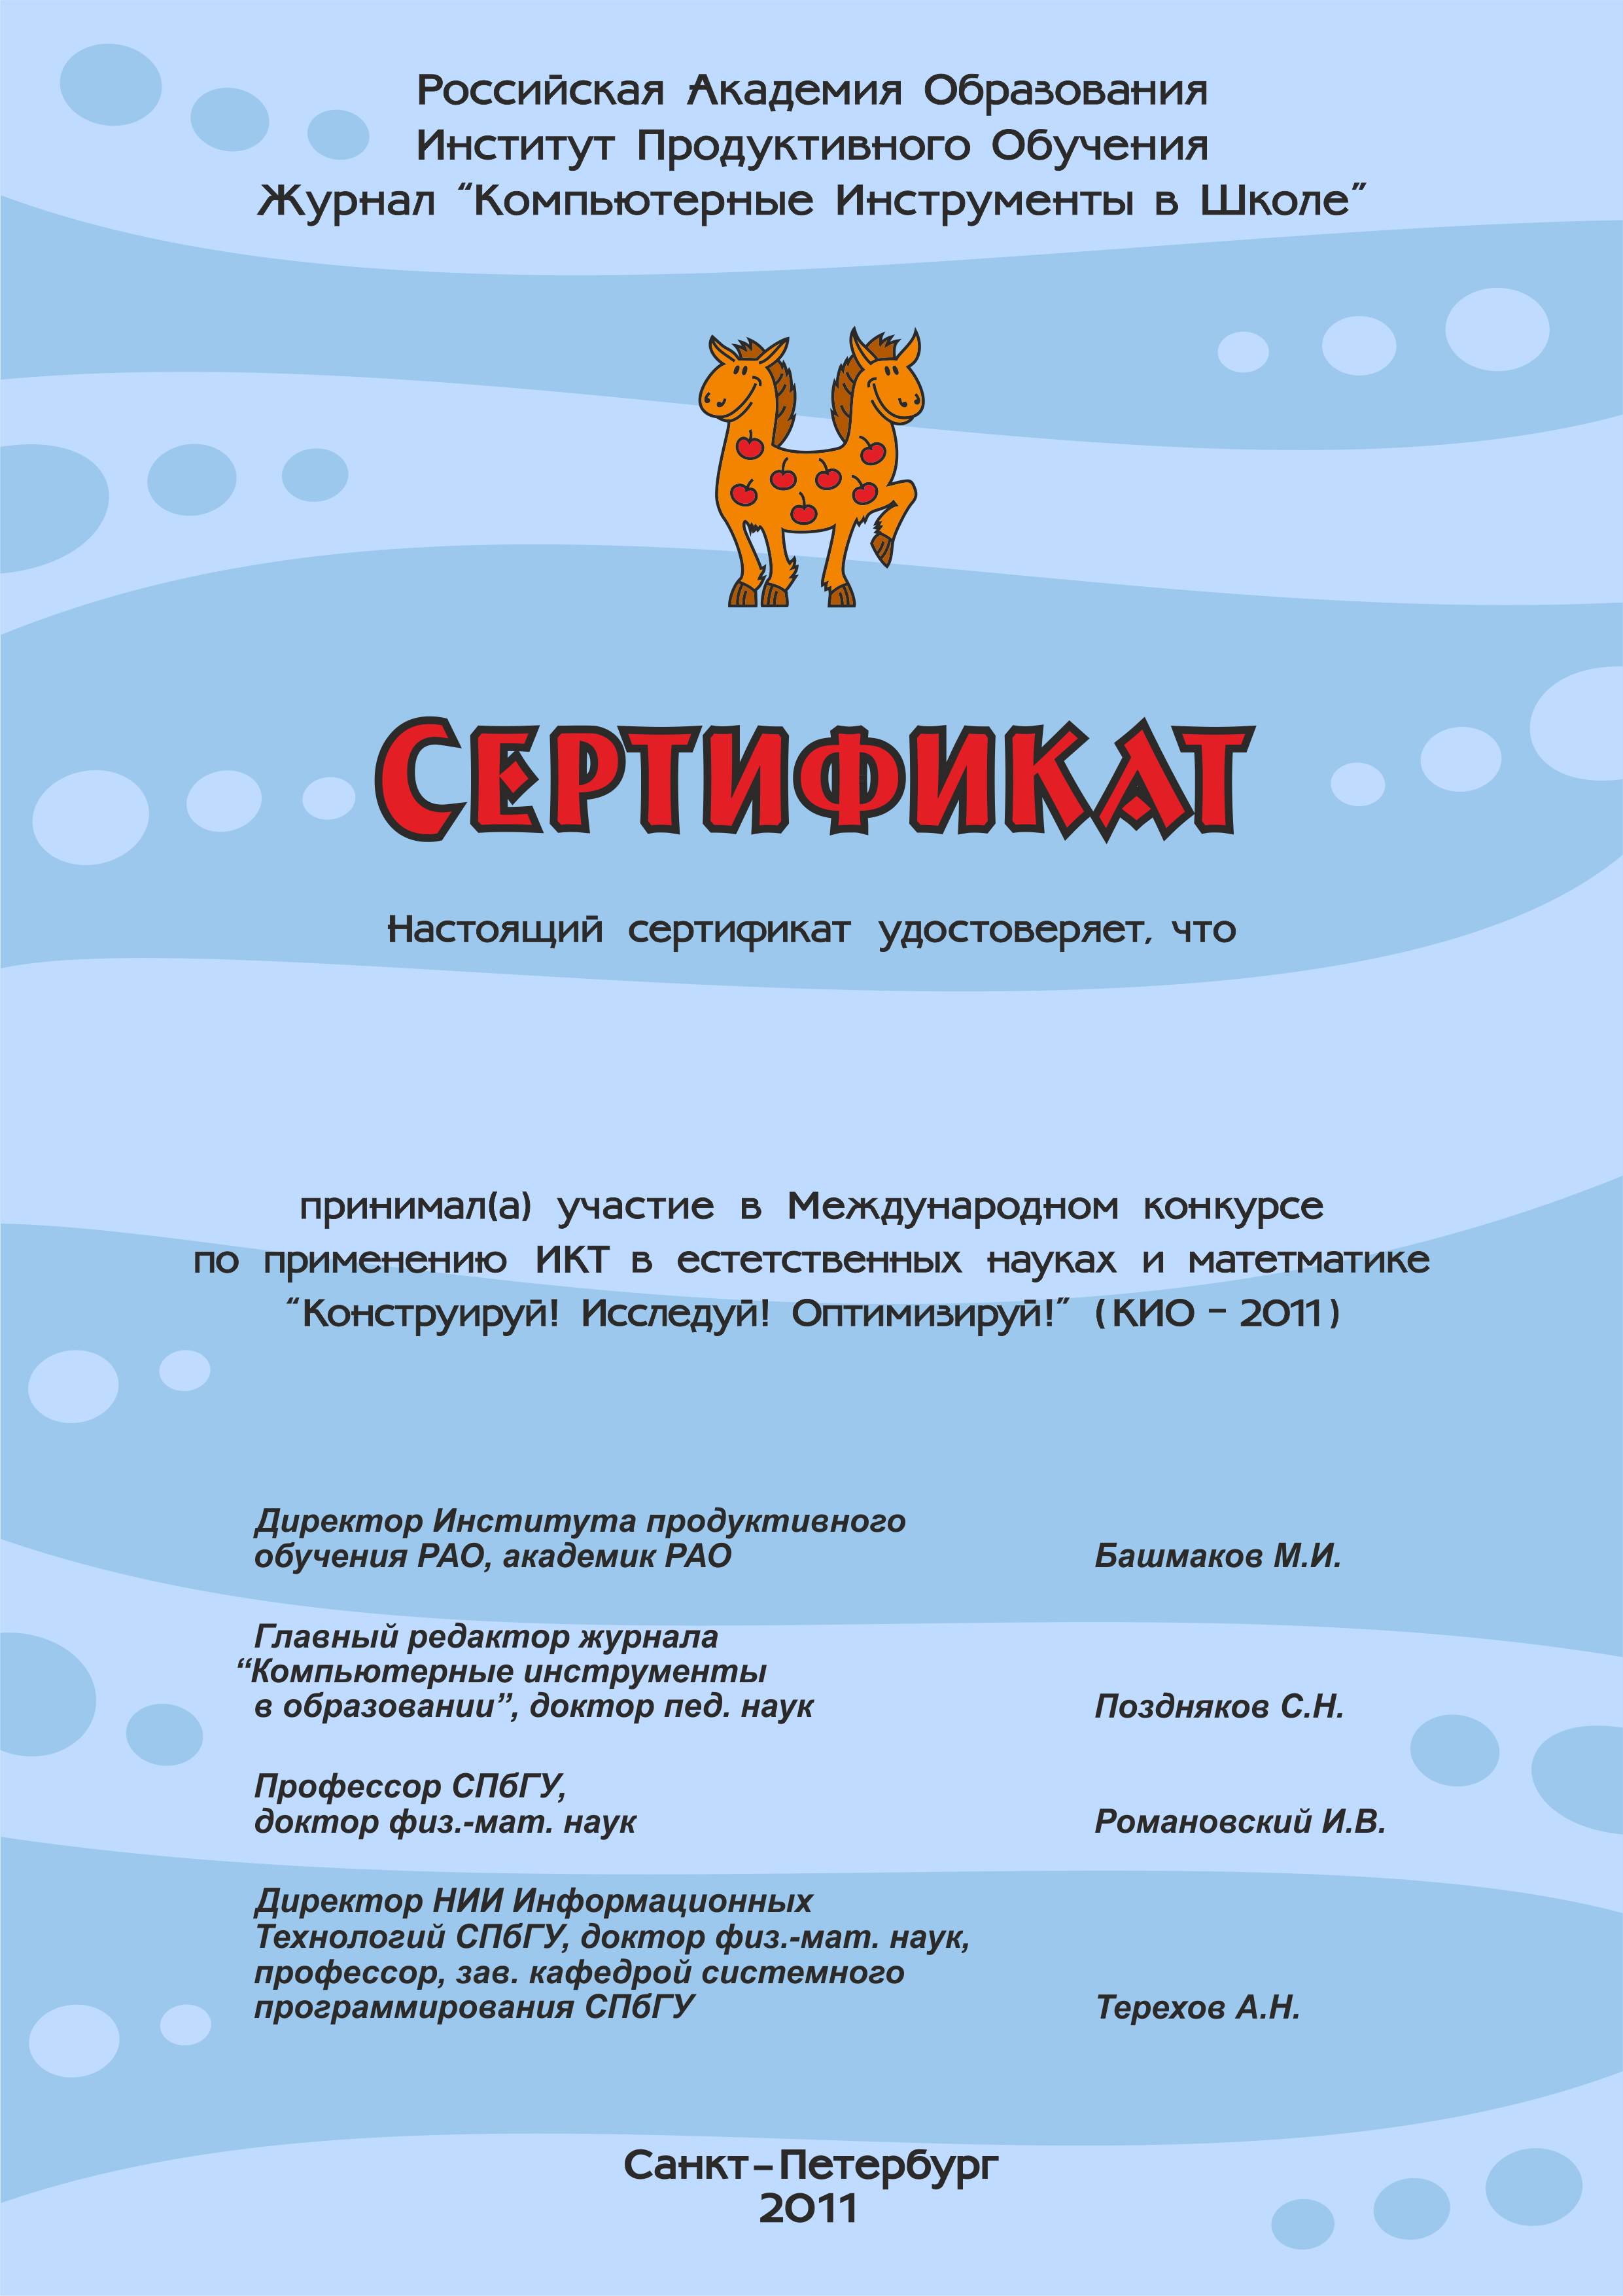 Российская Академия Образования
Институт Продуктивного Обучения
Журнал “Компьютерные Инструменты в Школе”
Сертификат
Настоящий сертификат удостоверяет, что
принимал(а) участие в Международном конкурсе
по применению ИКТ в естетственных науках и матетматике
“Конструируй! Исследуй! Оптимизируй!” (КИО - 2011)
Директор Института продуктивного
обучения РАО, академик РАО Башмаков М.И.
Главный редактор журнала
“Компьютерные инструменты
в образовании”, доктор пед. наук Поздняков С.Н.
Профессор СПбГУ,
доктор физ.-мат. наук Романовский И.В.
Директор НИИ Информационных
Технологий СПбГУ, доктор физ.-мат. наук,
профессор, зав. кафедрой системного
программирования СПбГУ Терехов А.Н.
Санкт-Петербург
2011